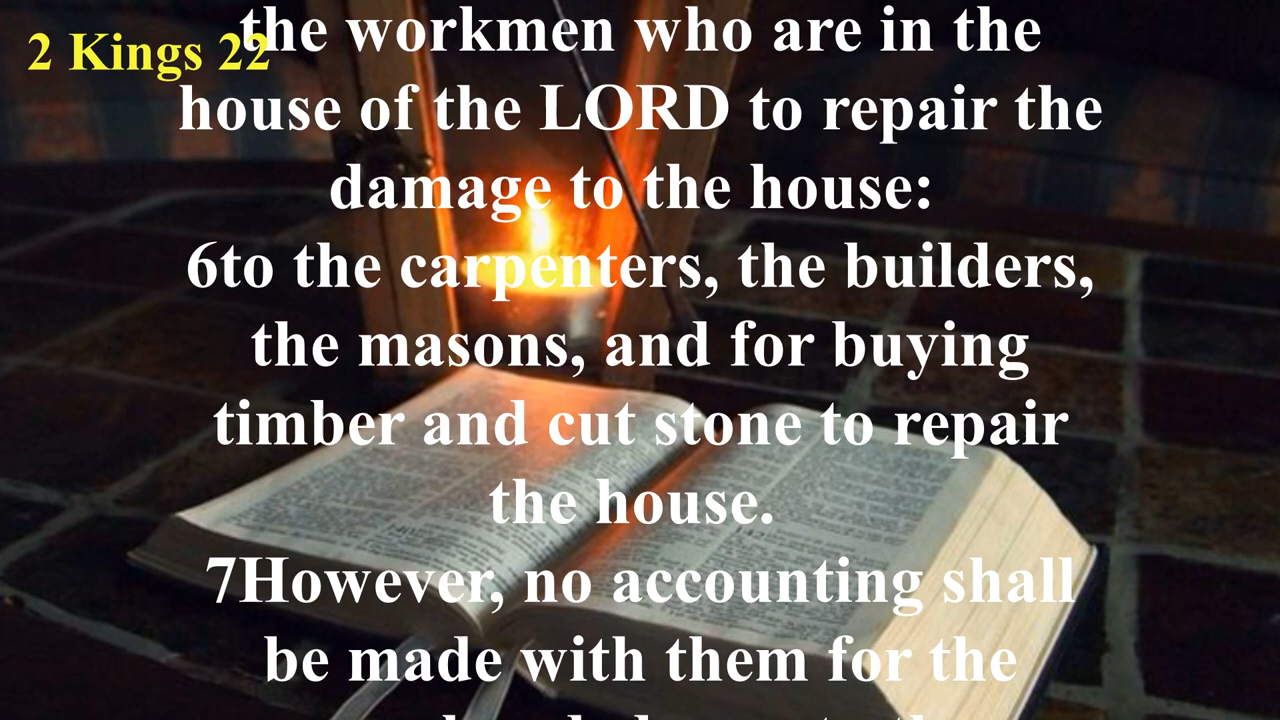 2 Kings 22
the workmen who are in the
house of the LORD to repair the
damage to the house:
6to the carpenters, the builders,
the masons, and for buying
timber and cut stone to repair
the house.
7However, no accounting shall
be made with them for the